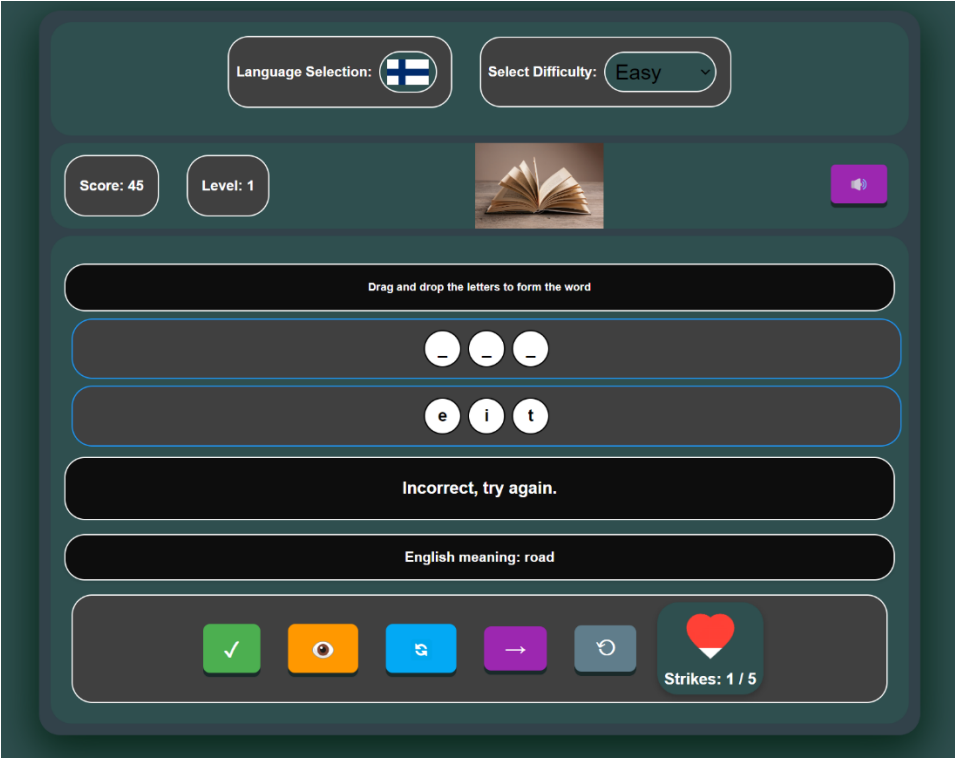 Language Selection:
Select Difficulty: Easy
Score: 45
Level: 1
Drag and drop the letters to form the word
_ _ _
e i t
Incorrect, try again.
English meaning: road
Strikes: 1 / 5